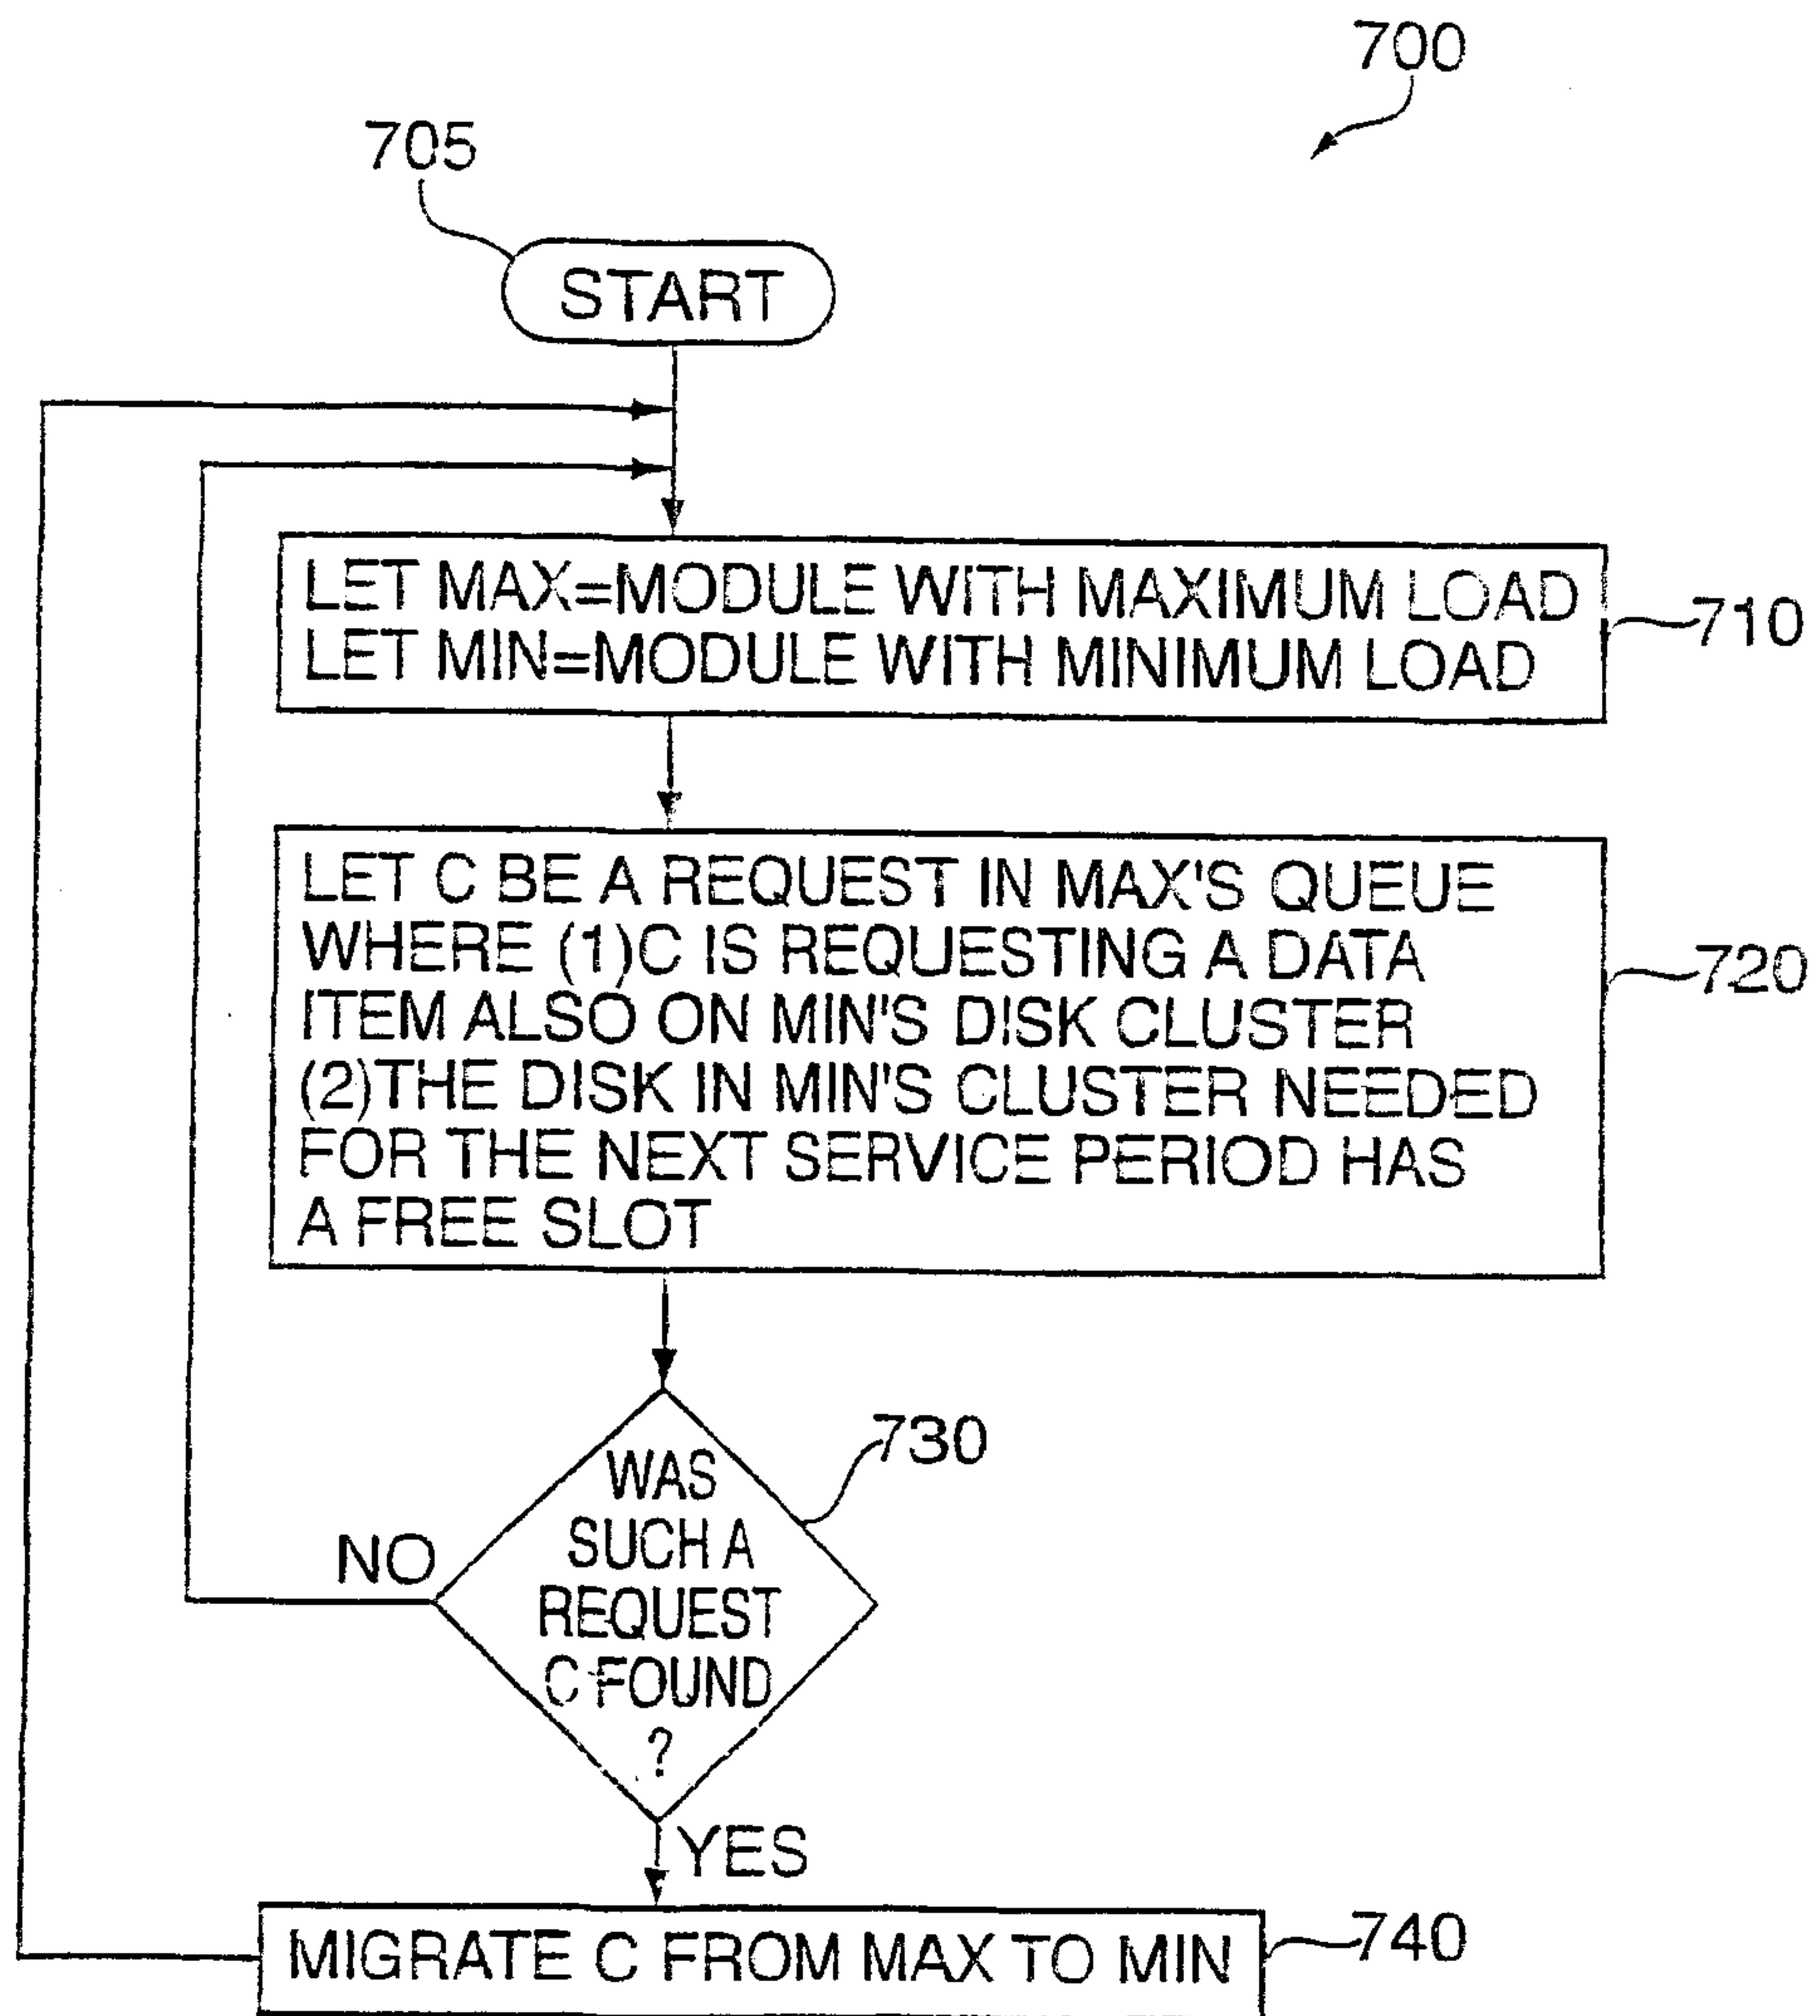 700
705
START
LET MAX=MODULE WITH MAXIMUM LOAD
LET MIN=MODULE WITH MINIMUM LOAD
710
LET C BE A REQUEST IN MAX'S QUEUE
WHERE (1)C IS REQUESTING A DATA
ITEM ALSO ON MIN'S DISK CLUSTER
(2)THE DISK IN MIN'S CLUSTER NEEDED
FOR THE NEXT SERVICE PERIOD HAS
A FREE SLOT
720
WAS
SUCH A
REQUEST
C FOUND
?
730
NO
YES
MIGRATE C FROM MAX TO MIN
740